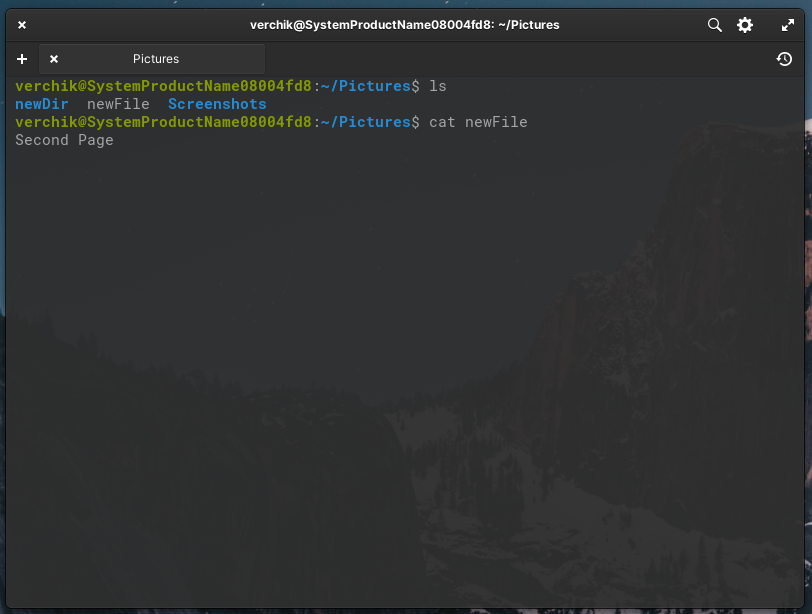 verchik@SystemProductName08004fd8: ~/Pictures
Pictures
verchik@SystemProductName08004fd8:~/Pictures$ ls
newDir  newFile  Screenshots
verchik@SystemProductName08004fd8:~/Pictures$ cat newFile
Second Page